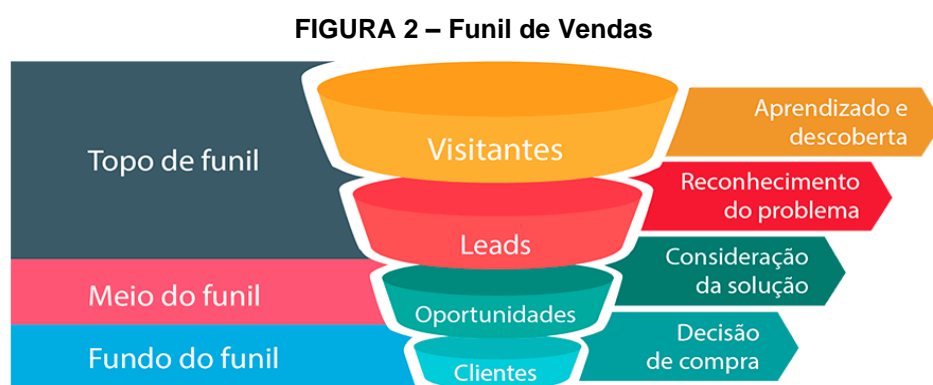 FIGURA 2 – Funil de Vendas
Topo de funil
Visitantes
Aprendizado e
descoberta
Leads
Reconhecimento
do problema
Meio do funil
Oportunidades
Consideração
da solução
Fundo do funil
Clientes
Decisão
de compra